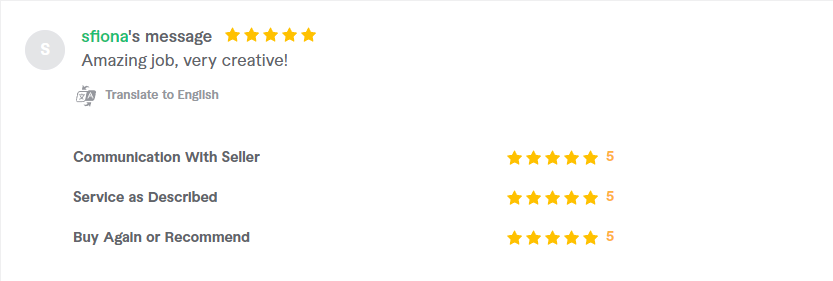 S
sfiona's message
Amazing job, very creative!
Translate to English
Communication With Seller 5
Service as Described 5
Buy Again or Recommend 5